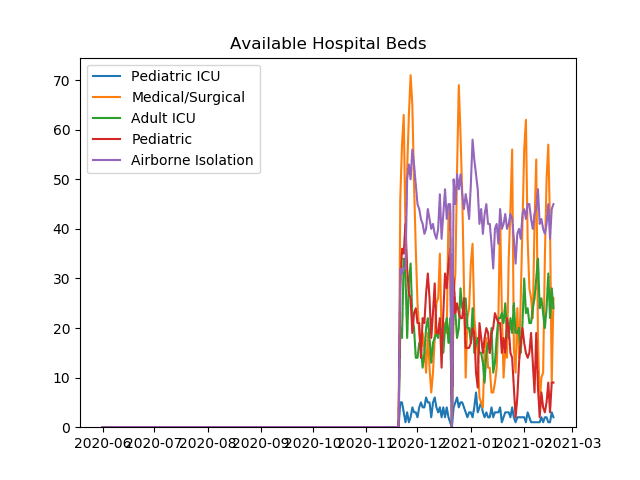 Available Hospital Beds
Pediatric ICU
Medical/Surgical
Adult ICU
Pediatric
Airborne Isolation
70
60
50
40
30
20
10
0
2020-06 2020-07 2020-08 2020-09 2020-10 2020-11 2020-12 2021-01 2021-02 2021-03